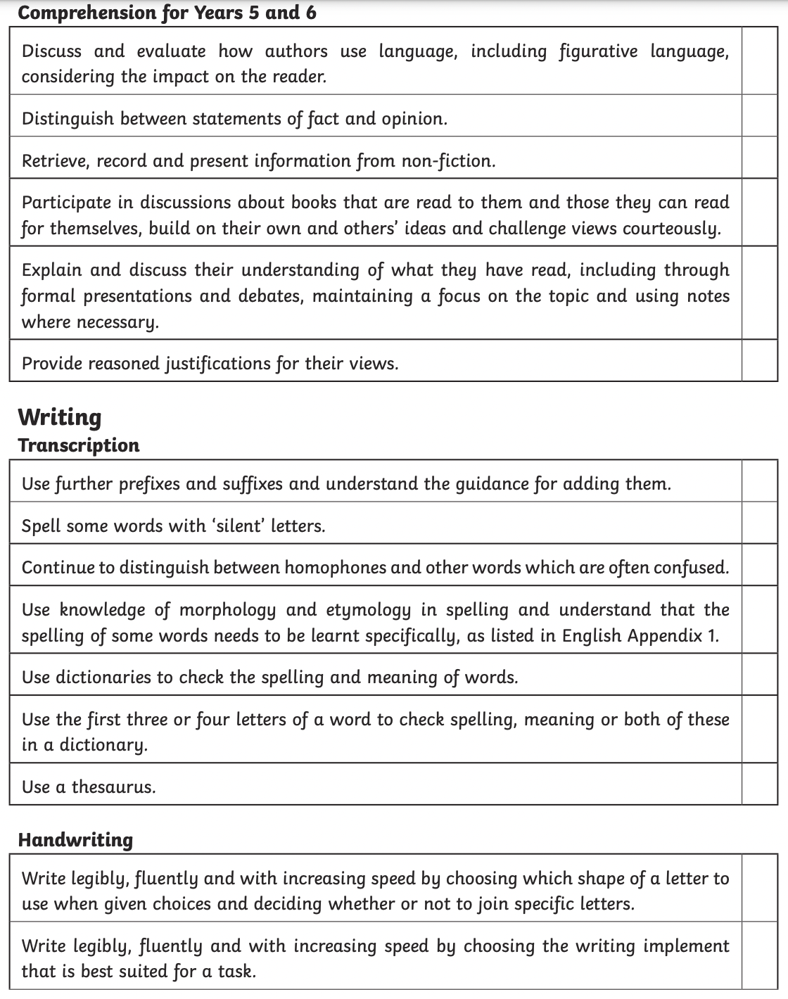 Comprehension for Years 5 and 6
Discuss and evaluate how authors use language, including figurative language,
considering the impact on the reader.
Distinguish between statements of fact and opinion.
Retrieve, record and present information from non-fiction.
Participate in discussions about books that are read to them and those they can read
for themselves, build on their own and others’ ideas and challenge views courteously.
Explain and discuss their understanding of what they have read, including through
formal presentations and debates, maintaining a focus on the topic and using notes
where necessary.
Provide reasoned justifications for their views.
Writing
Transcription
Use further prefixes and suffixes and understand the guidance for adding them.
Spell some words with ‘silent’ letters.
Continue to distinguish between homophones and other words which are often confused.
Use knowledge of morphology and etymology in spelling and understand that the
spelling of some words needs to be learnt specifically, as listed in English Appendix 1.
Use dictionaries to check the spelling and meaning of words.
Use the first three or four letters of a word to check spelling, meaning or both of these
in a dictionary.
Use a thesaurus.
Handwriting
Write legibly, fluently and with increasing speed by choosing which shape of a letter to
use when given choices and deciding whether or not to join specific letters.
Write legibly, fluently and with increasing speed by choosing the writing implement
that is best suited for a task.